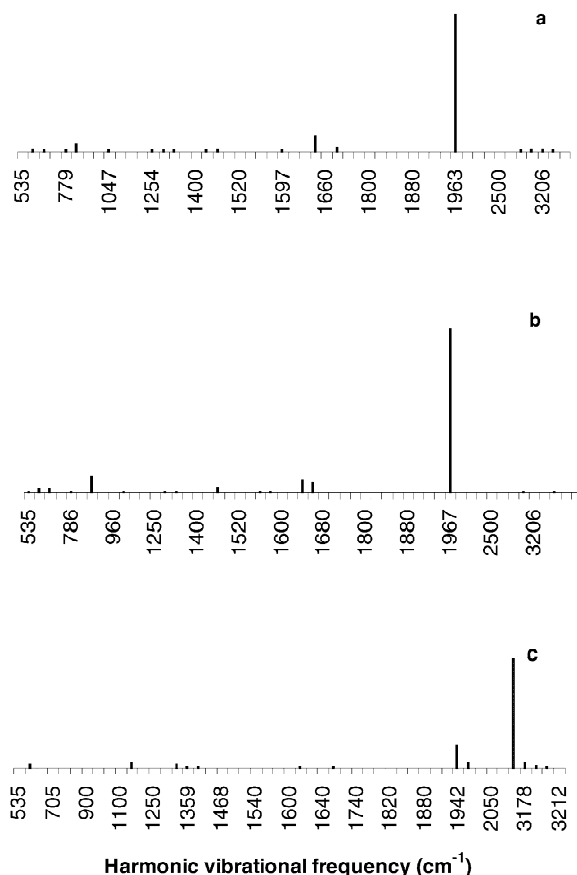 a
535 779 1047 1254 1400 1520 1597 1660 1800 1880 1963 2500 3206
b
535 786 960 1250 1440 1520 1620 1680 1800 1880 1967 2500 3206
c
535 705 900 1100 1250 1359 1468 1540 1600 1640 1740 1820 1880 1942 2050 3178 3212
Harmonic vibrational frequency (cm⁻¹)